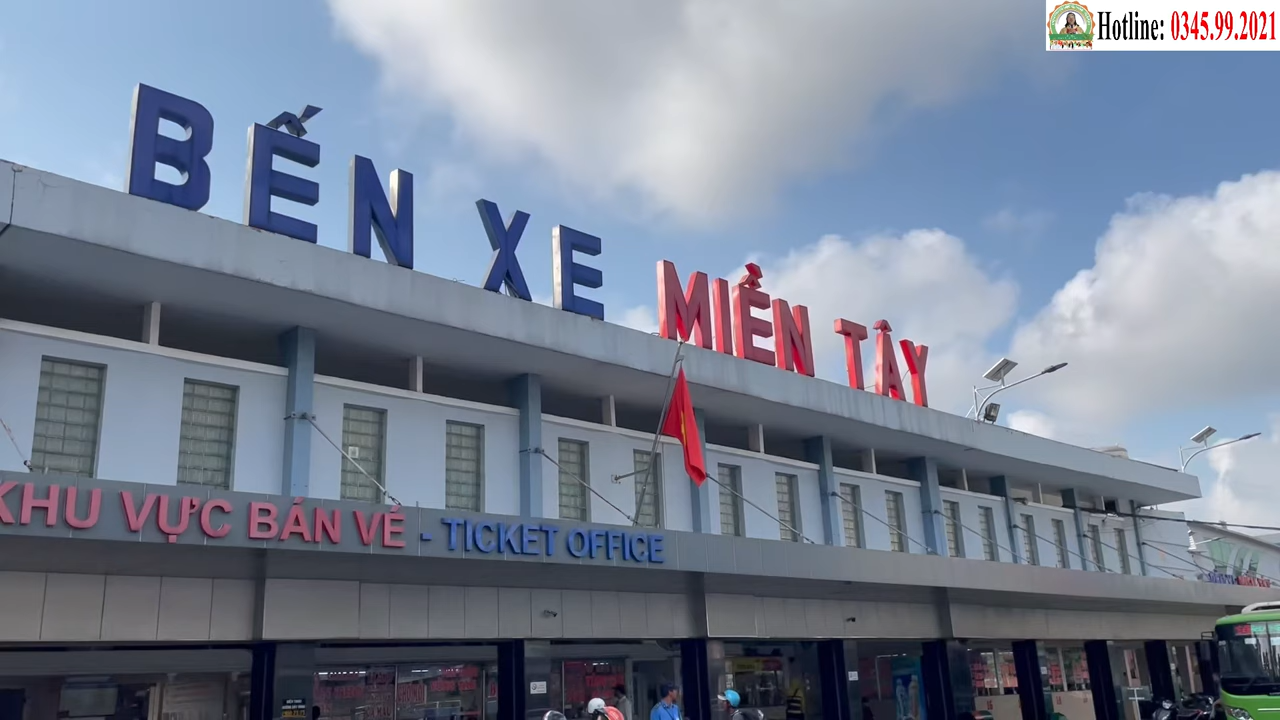 Hotline: 0345.99.2021
BẾN XE MIỀN TÂY
KHU VỰC BÁN VÉ - TICKET OFFICE